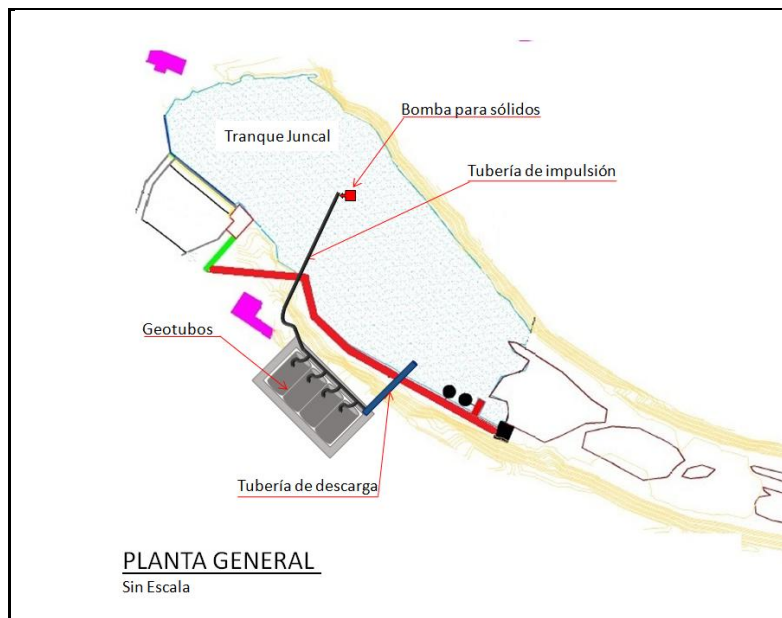 Bomba para sólidos
Tranque Juncal
Tubería de impulsión
Geotubos
Tubería de descarga
PLANTA GENERAL
Sin Escala